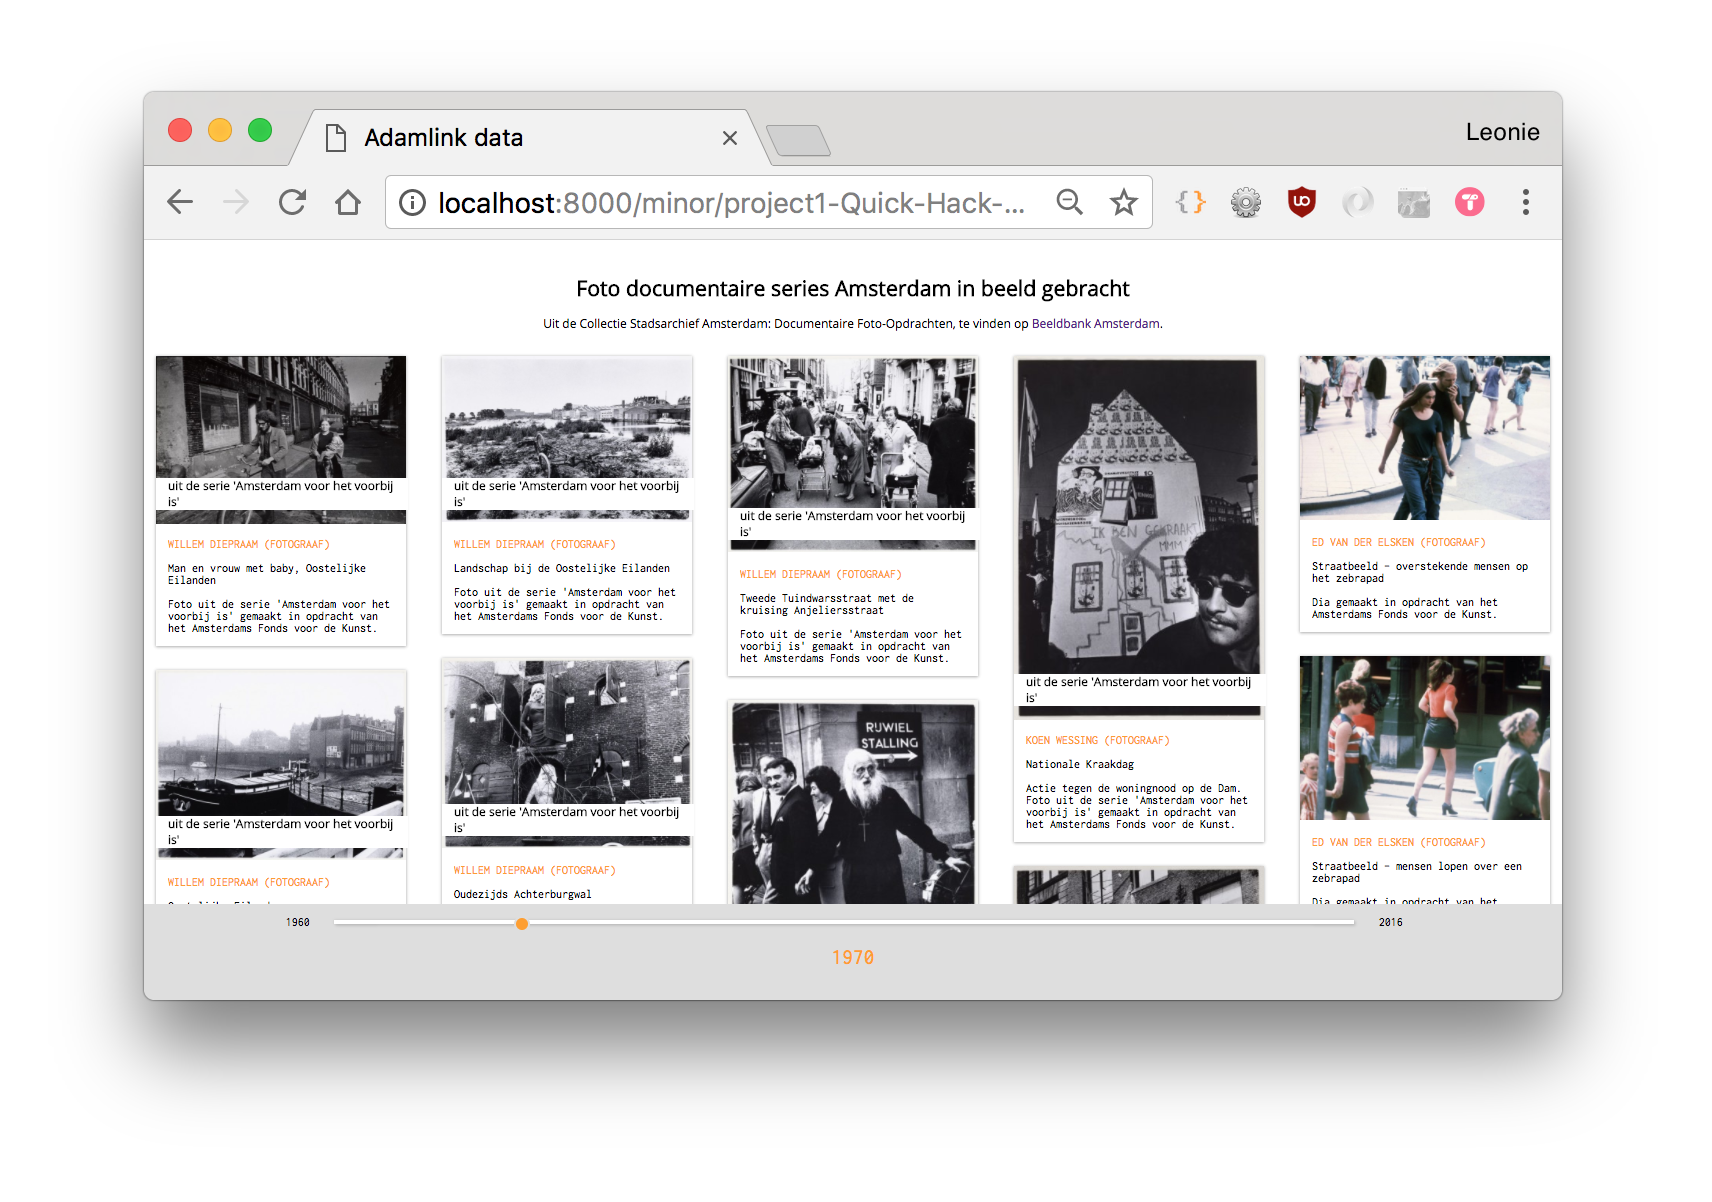 Adamlink data
Leonie
localhost:8000/minor/project1-Quick-Hack-...
Foto documentaire series Amsterdam in beeld gebracht
Uit de Collectie Stadsarchief Amsterdam: Documentaire Foto-Opdrachten, te vinden op Beeldbank Amsterdam.
uit de serie 'Amsterdam voor het voorbij
is'
WILLEM DIEPRAAM (FOTOGRAAF)
Man en vrouw met baby, Oostelijke
Eilanden
Foto uit de serie 'Amsterdam voor het
voorbij is' gemaakt in opdracht van
het Amsterdams Fonds voor de Kunst.
uit de serie 'Amsterdam voor het voorbij
is'
WILLEM DIEPRAAM (FOTOGRAAF)
uit de serie 'Amsterdam voor het voorbij
is'
WILLEM DIEPRAAM (FOTOGRAAF)
Landschap bij de Oostelijke Eilanden
Foto uit de serie 'Amsterdam voor het
voorbij is' gemaakt in opdracht van
het Amsterdams Fonds voor de Kunst.
uit de serie 'Amsterdam voor het voorbij
is'
WILLEM DIEPRAAM (FOTOGRAAF)
Oudezijds Achterburgwal
uit de serie 'Amsterdam voor het voorbij
is'
WILLEM DIEPRAAM (FOTOGRAAF)
Tweede Tuindwarsstraat met de
kruising Anjeliersstraat
Foto uit de serie 'Amsterdam voor het
voorbij is' gemaakt in opdracht van
het Amsterdams Fonds voor de Kunst.
RIJWIEL
STALLING
IK BEN GEKRAAKT
MMM
uit de serie 'Amsterdam voor het voorbij
is'
KOEN WESSING (FOTOGRAAF)
Nationale Kraakdag
Actie tegen de woningnood op de Dam.
Foto uit de serie 'Amsterdam voor het
voorbij is' gemaakt in opdracht van
het Amsterdams Fonds voor de Kunst.
ED VAN DER ELSKEN (FOTOGRAAF)
Straatbeeld - overstekende mensen op
het zebrapad
Dia gemaakt in opdracht van het
Amsterdams Fonds voor de Kunst.
ED VAN DER ELSKEN (FOTOGRAAF)
Straatbeeld - mensen lopen over een
zebrapad
Dia gemaakt in opdracht van het
1960
2016
1970